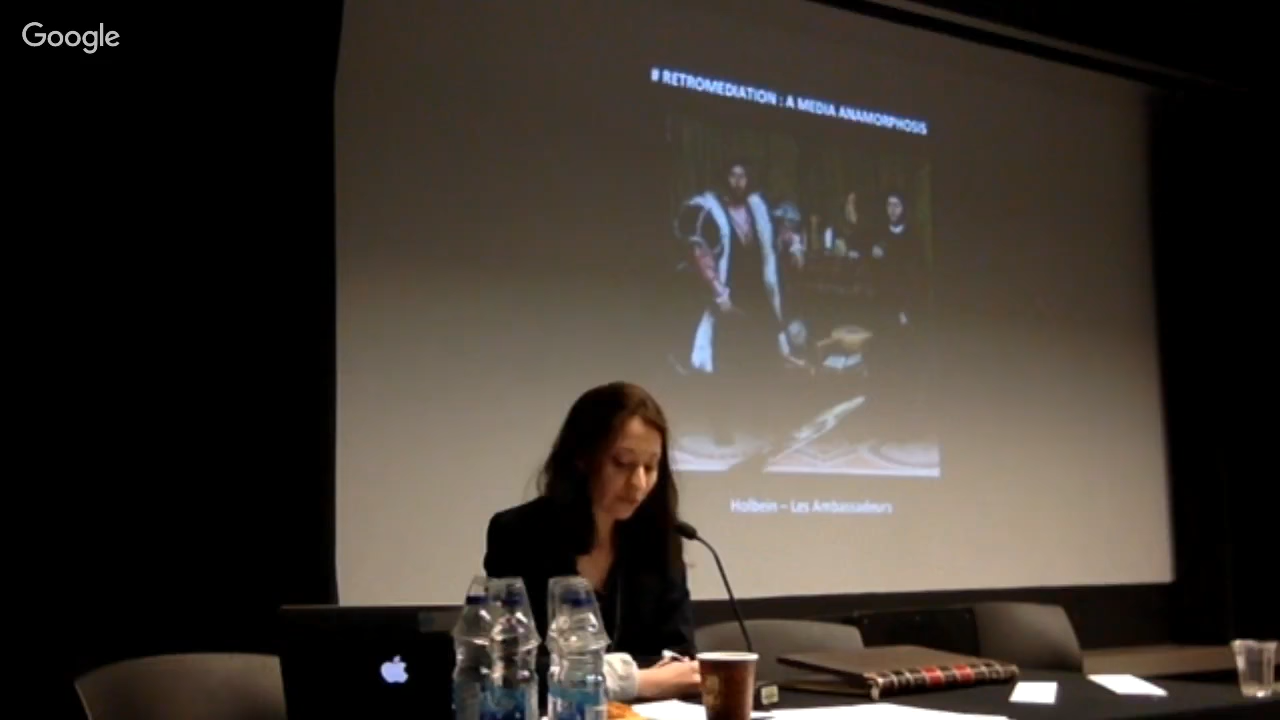 Google
# RETROMEDIATION : A MEDIA ANAMORPHOSIS
Holbein – Les Ambassadeurs